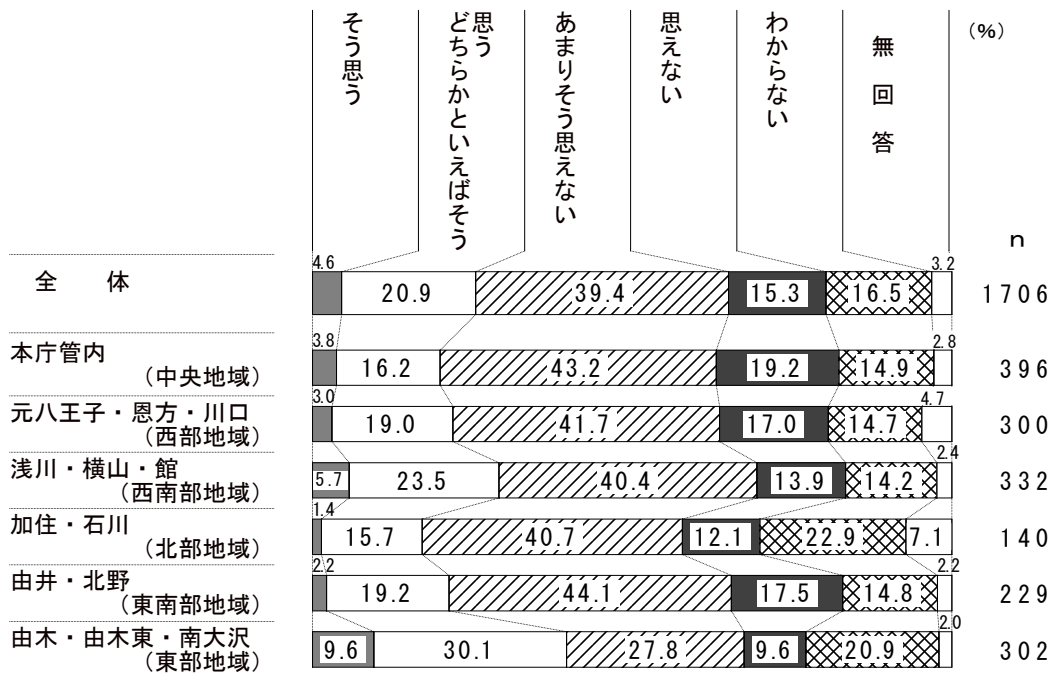 そう思う
どちらかといえばそう
思う
あまりそう思えない
思えない
わからない
無回答
(%)
n
4.6
3.2
全　体
20.9
39.4
15.3
16.5
1706
3.8
2.8
本庁管内
(中央地域)
16.2
43.2
19.2
14.9
396
3.0
4.7
元八王子・恩方・川口
(西部地域)
19.0
41.7
17.0
14.7
300
2.4
浅川・横山・館
(西南部地域)
5.7
23.5
40.4
13.9
14.2
332
1.4
加住・石川
(北部地域)
15.7
40.7
12.1
22.9
7.1
140
2.2
2.2
由井・北野
(東南部地域)
19.2
44.1
17.5
14.8
229
2.0
由木・由木東・南大沢
(東部地域)
9.6
30.1
27.8
9.6
20.9
302